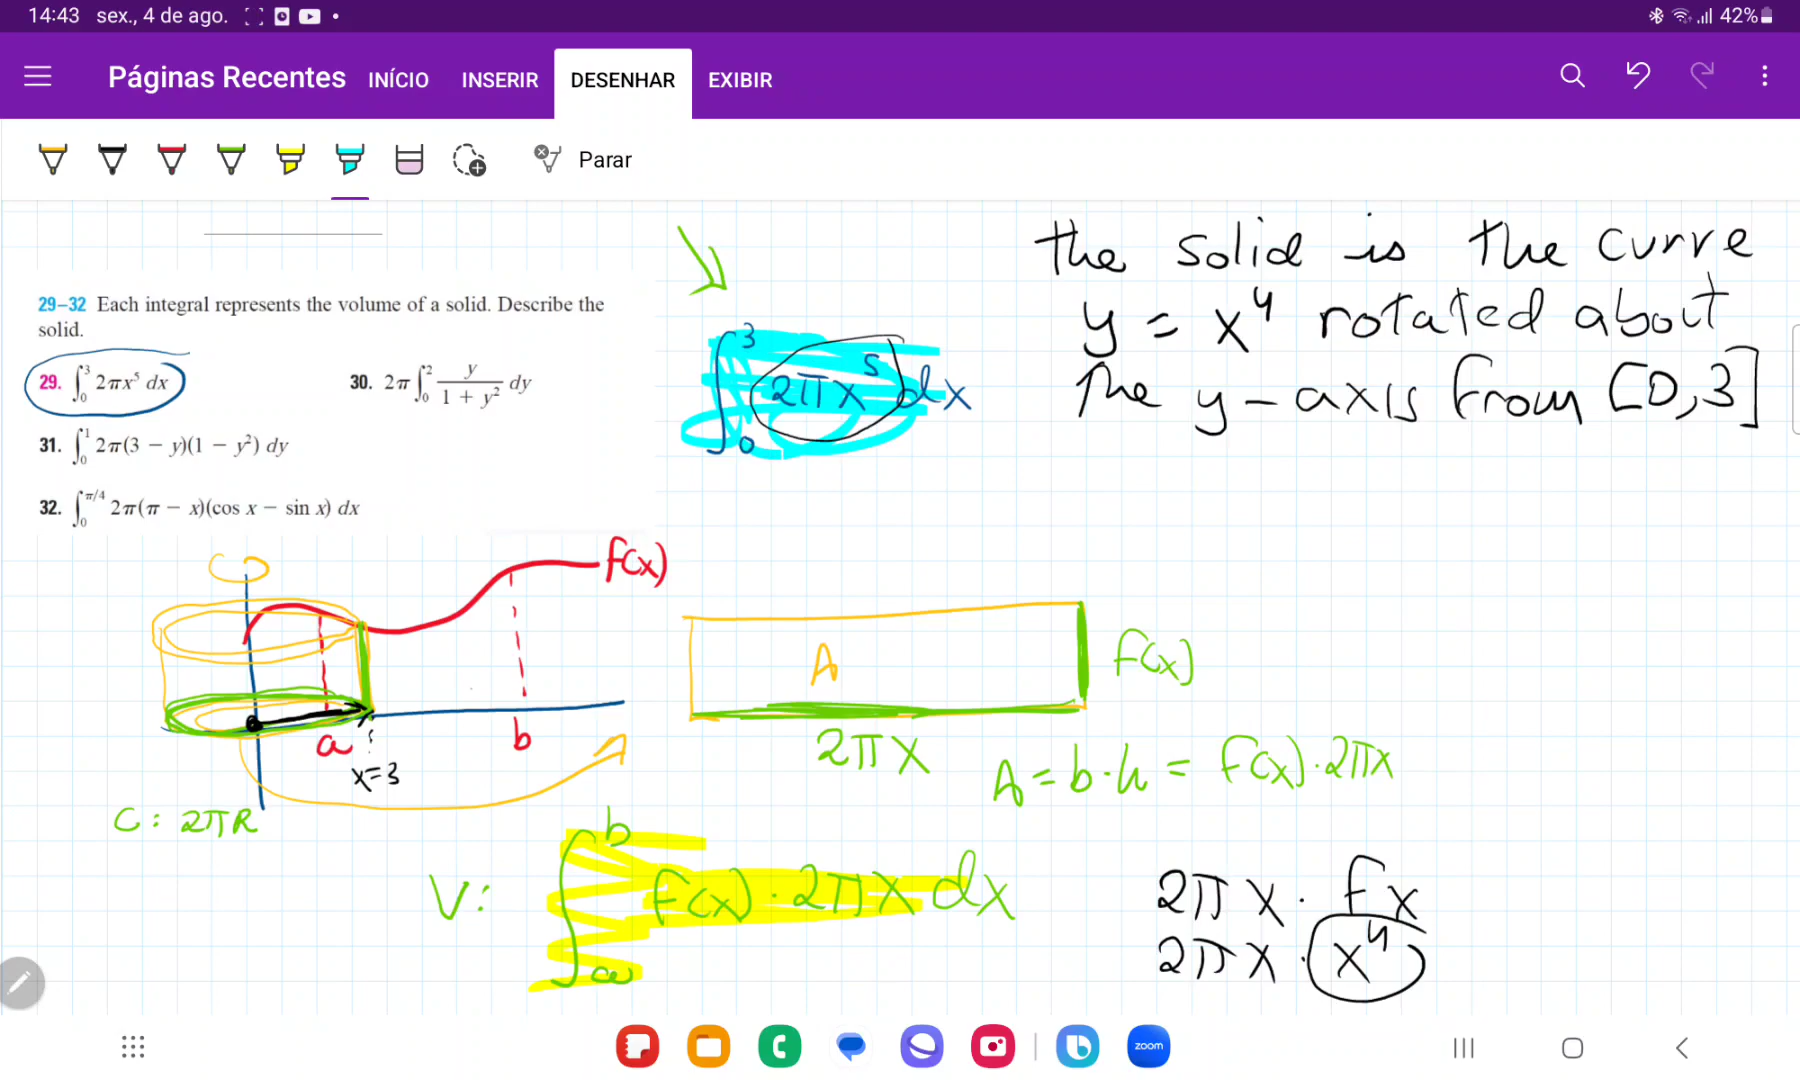 14:43 sex., 4 de ago. 42%
Páginas Recentes INÍCIO INSERIR DESENHAR EXIBIR
Parar
29–32 Each integral represents the volume of a solid. Describe the
solid.
29. ∫₀³ 2πx⁵ dx
30. 2π ∫₀² y/(1 + y²) dy
31. ∫₀¹ 2π(3 − y)(1 − y²) dy
32. ∫₀^(π/4) 2π(π − x)(cos x − sin x) dx
∫₀³ 2πx⁵ dx
the solid is the curve
y = x⁴ rotated about
the y-axis from [0,3]
f(x)
a
b
x=3
C: 2πR
A
f(x)
2πx
A = b·h = f(x)·2πx
V: ∫ₐᵇ f(x)·2πx dx
2πx · fx
2πx · x⁴
zoom